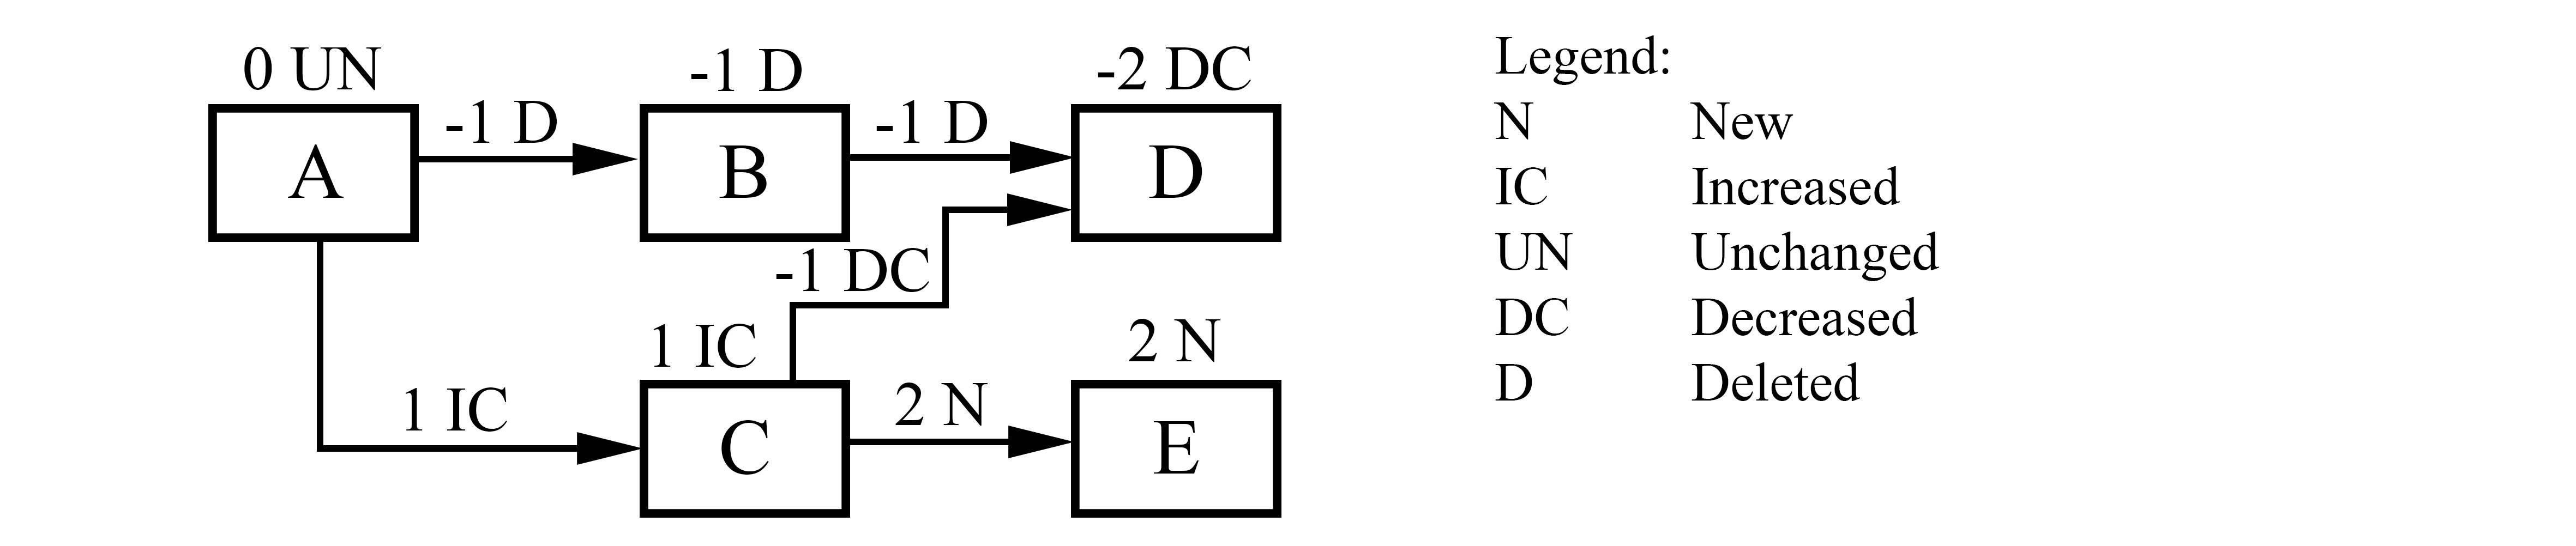 0 UN
-1 D
-2 DC
-1 D
-1 D
A
B
D
-1 DC
1 IC
2 N
1 IC
2 N
C
E
Legend:
N New
IC Increased
UN Unchanged
DC Decreased
D Deleted